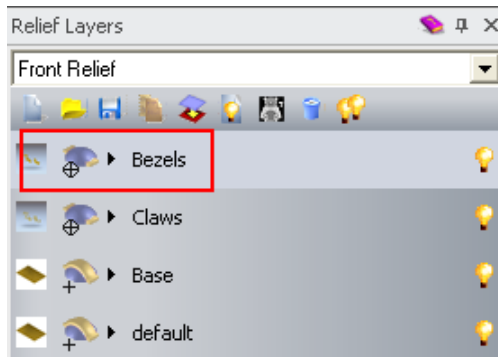 Relief Layers
Front Relief
Bezels
Claws
Base
default